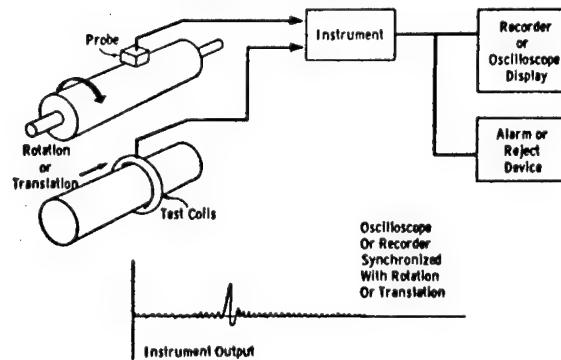 Probe
Instrument
Recorder
or
Oscilloscope
Display
Rotation
or
Translation
Alarm or
Reject
Device
Test Coils
Oscilloscope
Or Recorder
Synchronized
With Rotation
Or Translation
Instrument Output